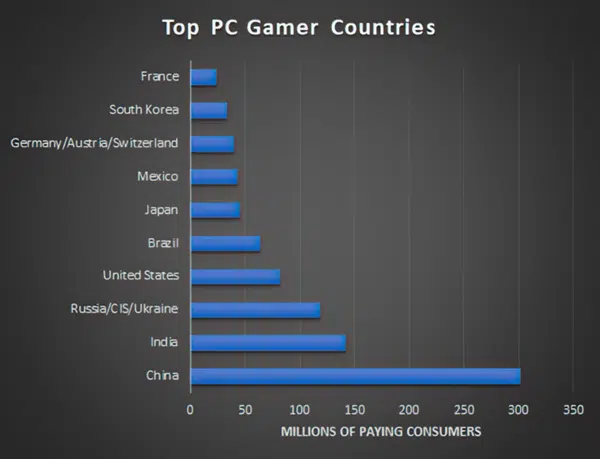 Top PC Gamer Countries
France
South Korea
Germany/Austria/Switzerland
Mexico
Japan
Brazil
United States
Russia/CIS/Ukraine
India
China
0 50 100 150 200 250 300 350
MILLIONS OF PAYING CONSUMERS